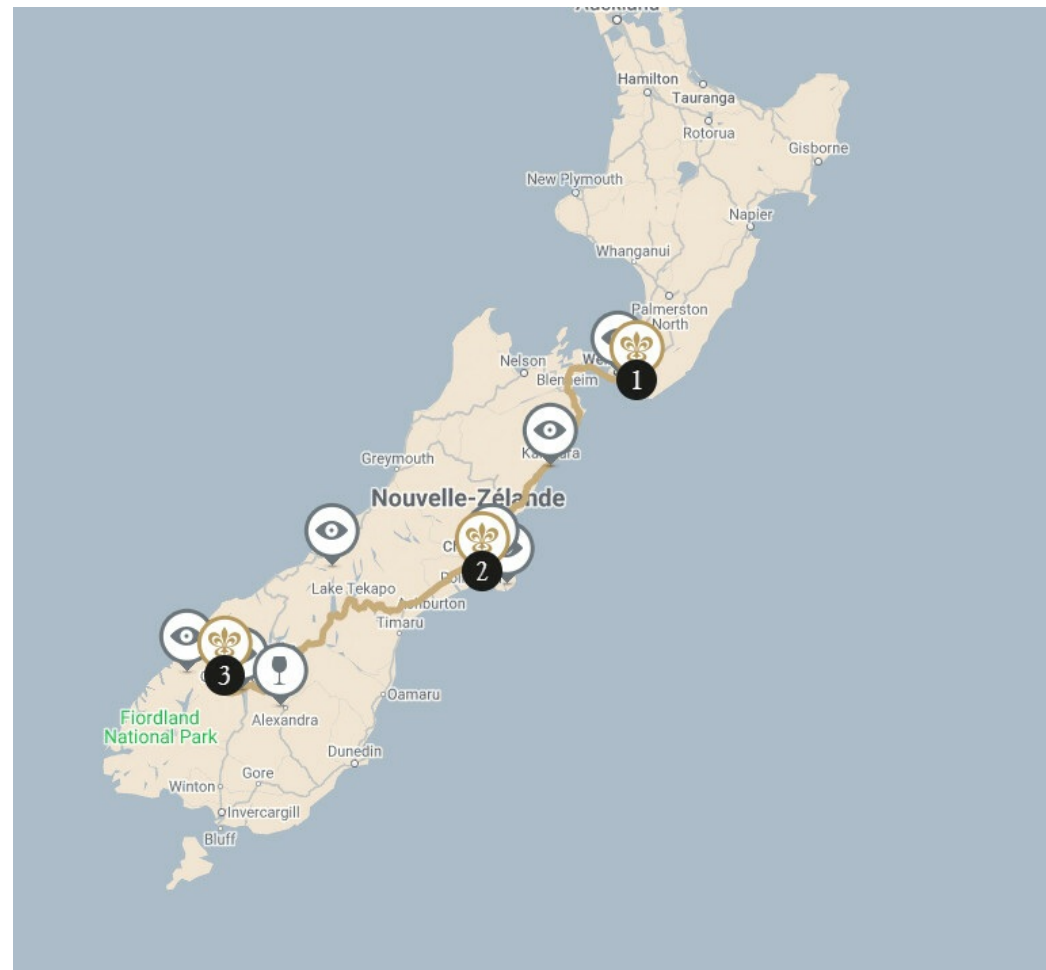 Hamilton
Tauranga
Rotorua
Gisborne
New Plymouth
Napier
Whanganui
Palmerston
North
1
Nelson
Greymouth
Nouvelle-Zélande
2
Lake Tekapo
Timaru
3
Oamaru
Alexandra
Fiordland
National Park
Dunedin
Gore
Winton
Invercargill
Bluff